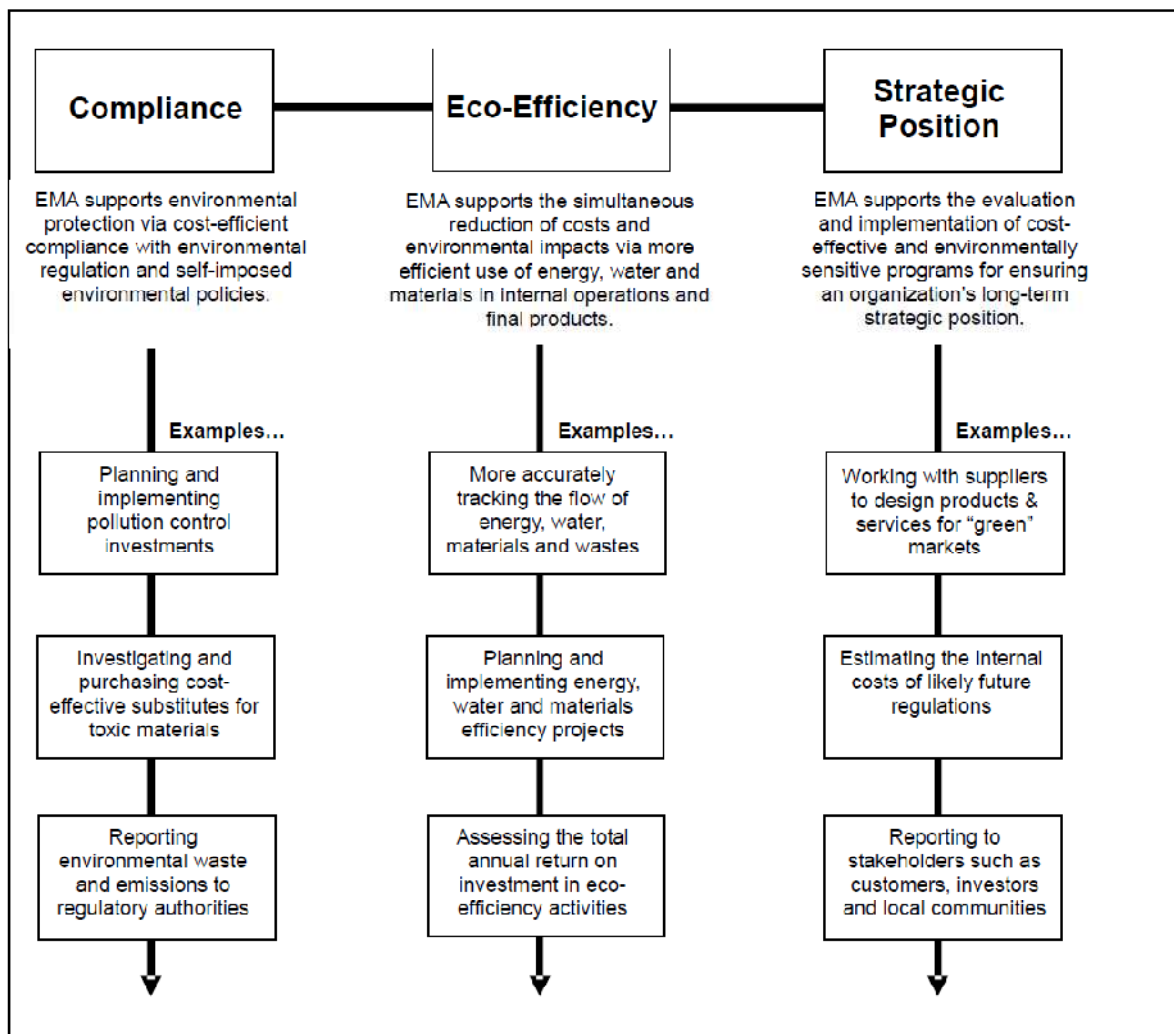 Compliance
EMA supports environmental
protection via cost-efficient
compliance with environmental
regulation and self-imposed
environmental policies.
Examples...
Planning and
implementing
pollution control
investments
Investigating and
purchasing cost-
effective substitutes for
toxic materials
Reporting
environmental waste
and emissions to
regulatory authorities
Eco-Efficiency
EMA supports the simultaneous
reduction of costs and
environmental impacts via more
efficient use of energy, water and
materials in internal operations and
final products.
Examples...
More accurately
tracking the flow of
energy, water,
materials and wastes
Planning and
implementing energy,
water and materials
efficiency projects
Assessing the total
annual return on
investment in eco-
efficiency activities
Strategic
Position
EMA supports the evaluation
and implementation of cost-
effective and environmentally
sensitive programs for ensuring
an organization's long-term
strategic position.
Examples...
Working with suppliers
to design products &
services for “green”
markets
Estimating the internal
costs of likely future
regulations
Reporting to
stakeholders such as
customers, investors
and local communities